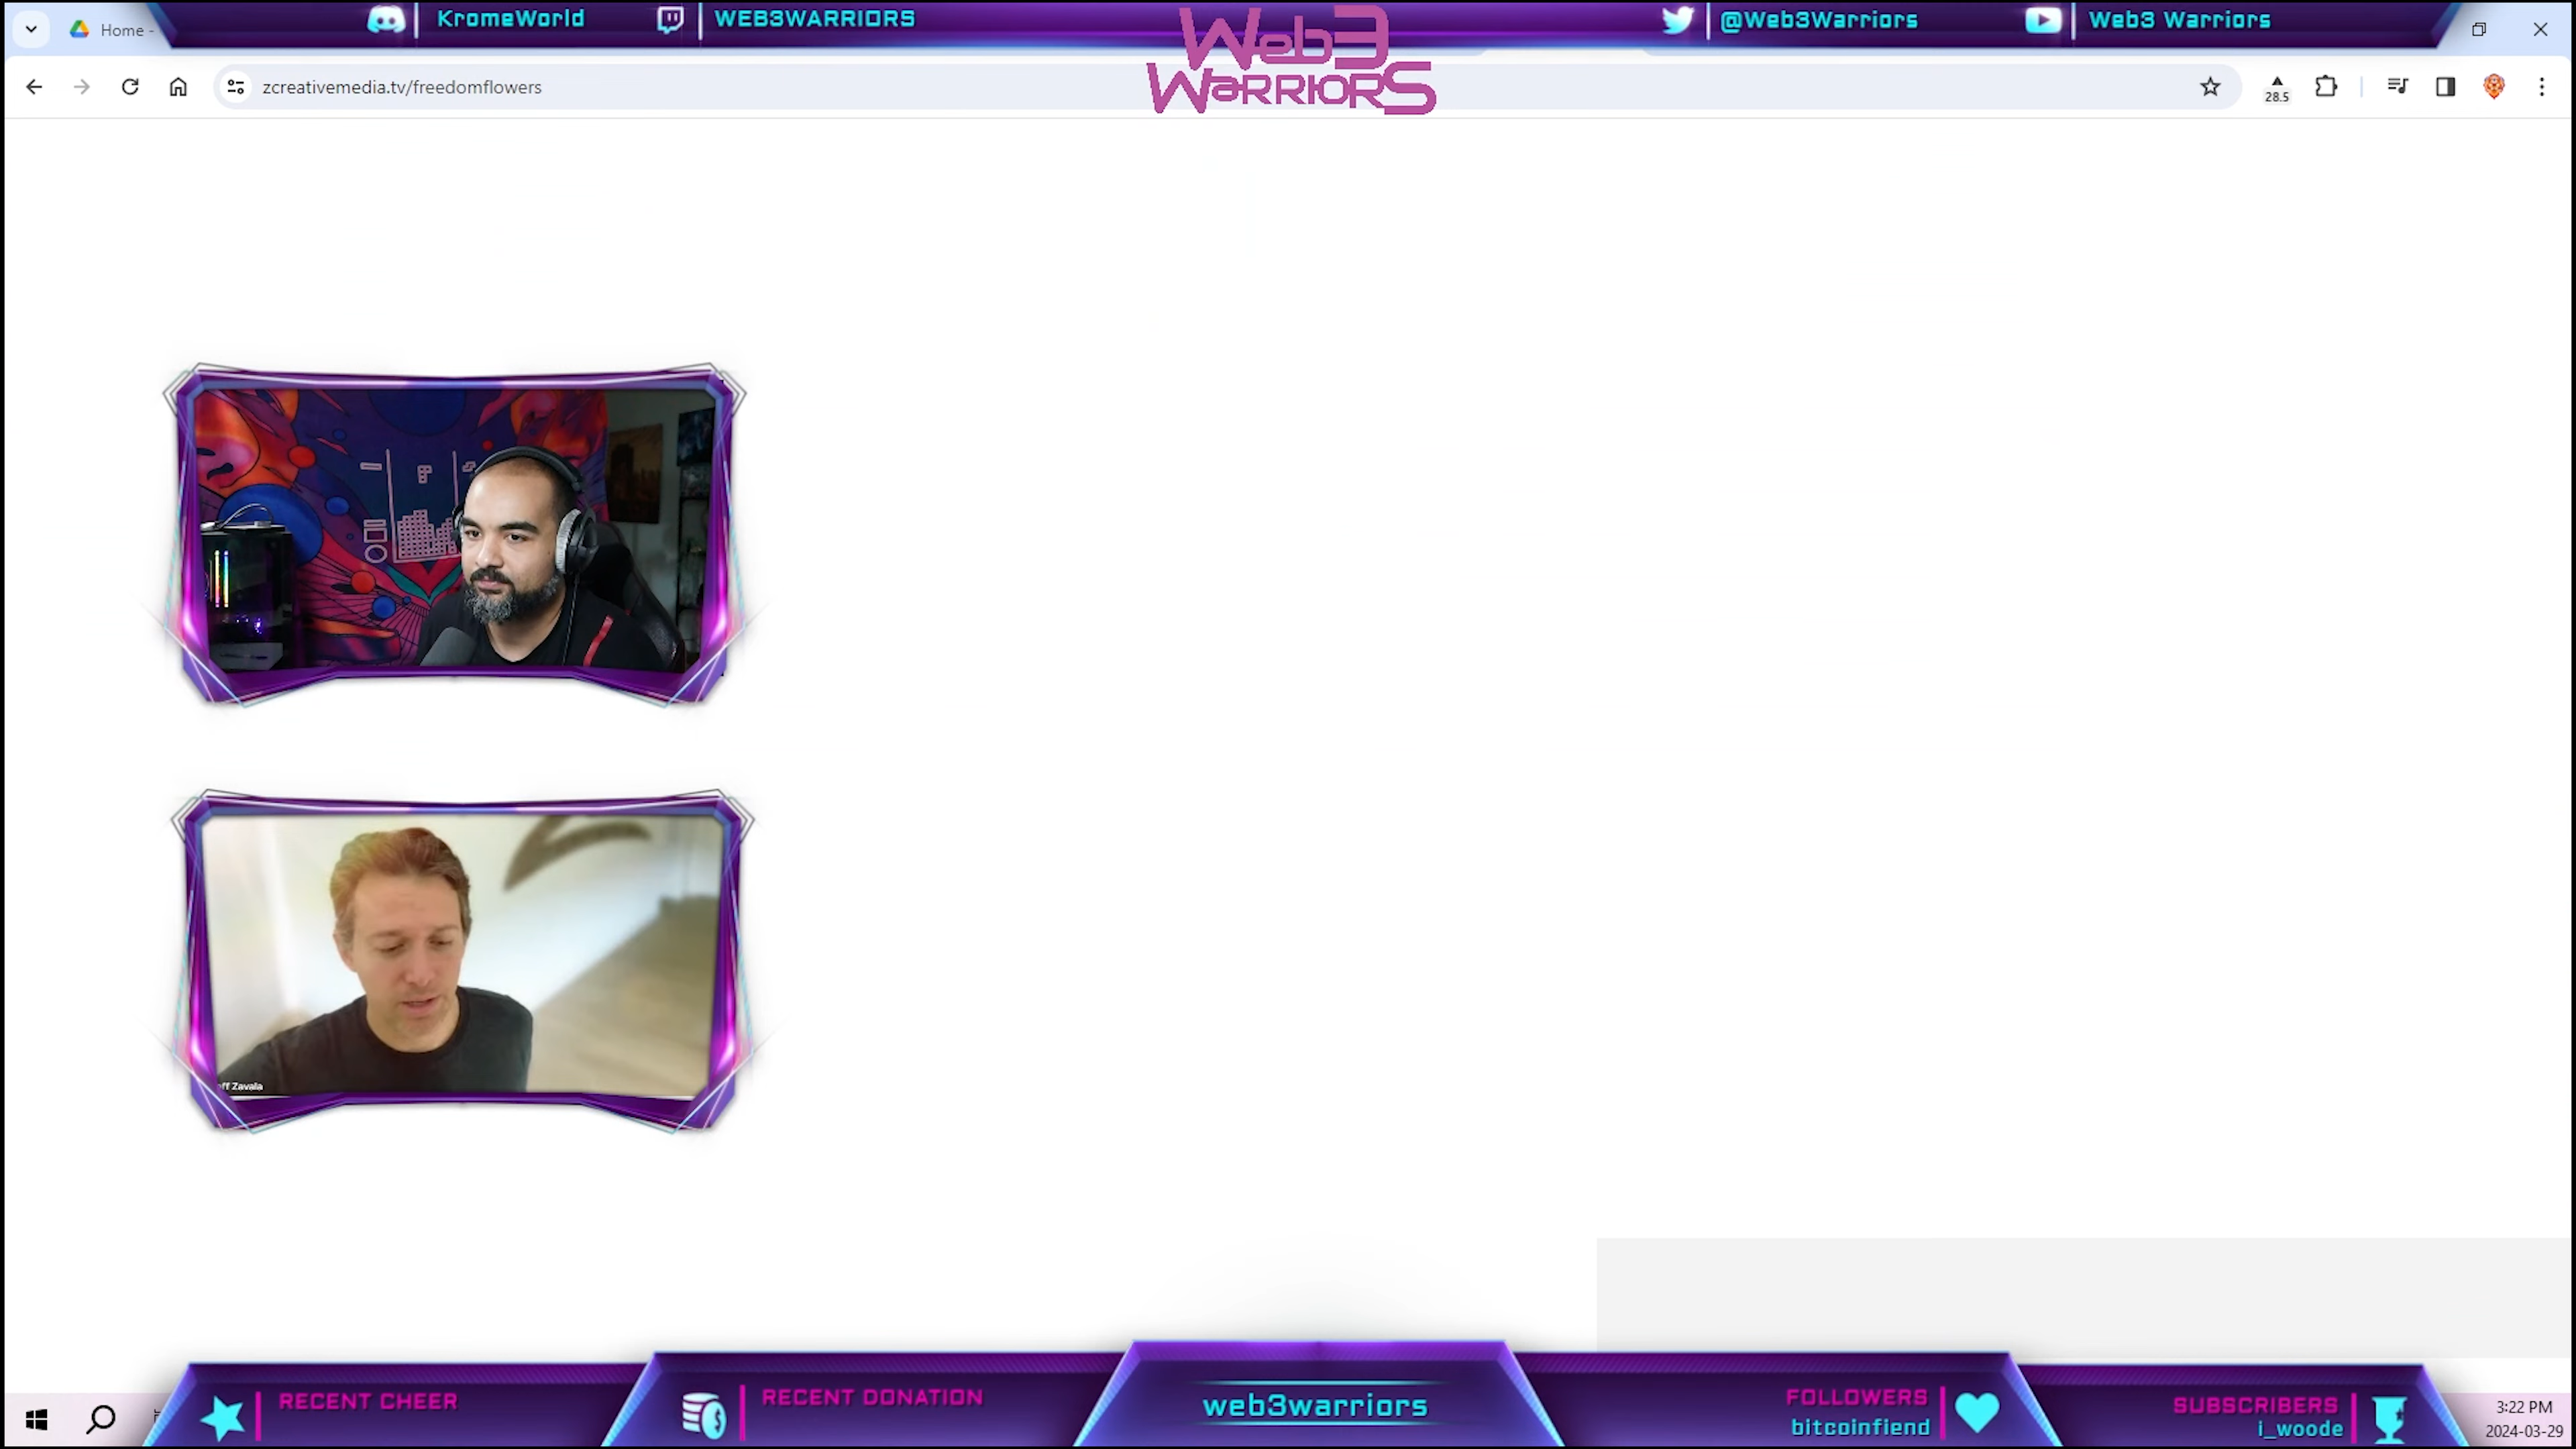 KromeWorld
WEB3WARRIORS
@Web3Warriors
Web3 Warriors
Home -
Web3
WARRIORS
zcreativemedia.tv/freedomflowers
28.5
ff Zavala
RECENT CHEER
RECENT DONATION
web3warriors
FOLLOWERS
bitcoinfiend
SUBSCRIBERS
i_woode
3:22 PM
2024-03-29